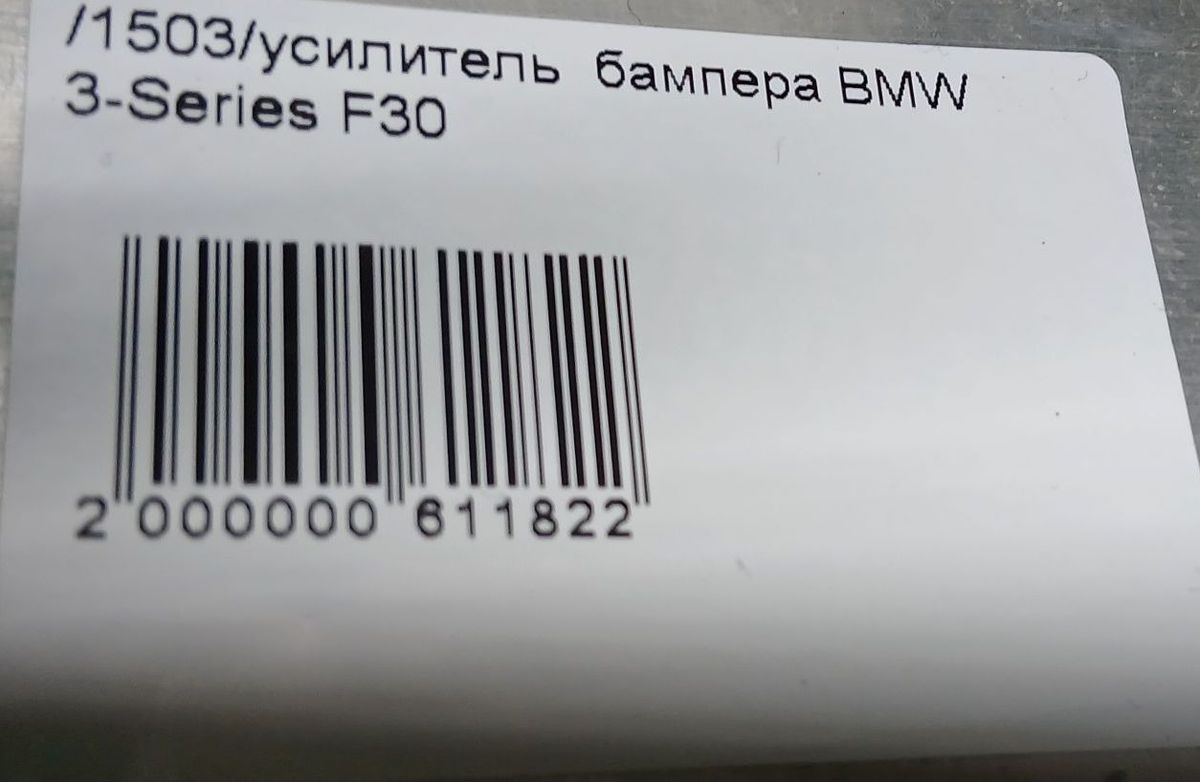 /1503/усилитель бампера BMW
3-Series F30
2 000000 611822